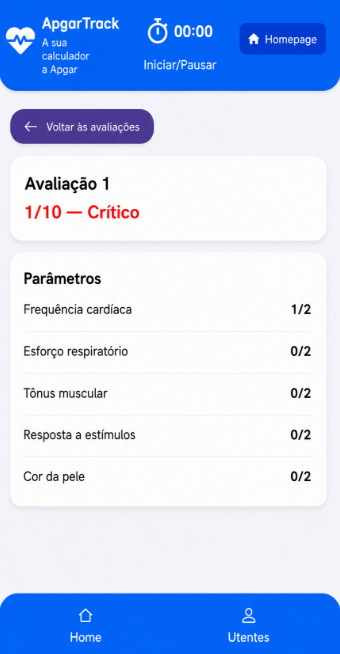 ApgarTrack
A sua
calculador
a Apgar
00:00
Iniciar/Pausar
Homepage
Voltar às avaliações
Avaliação 1
1/10 — Crítico
Parâmetros
Frequência cardíaca 1/2
Esforço respiratório 0/2
Tônus muscular 0/2
Resposta a estímulos 0/2
Cor da pele 0/2
Home
Utentes